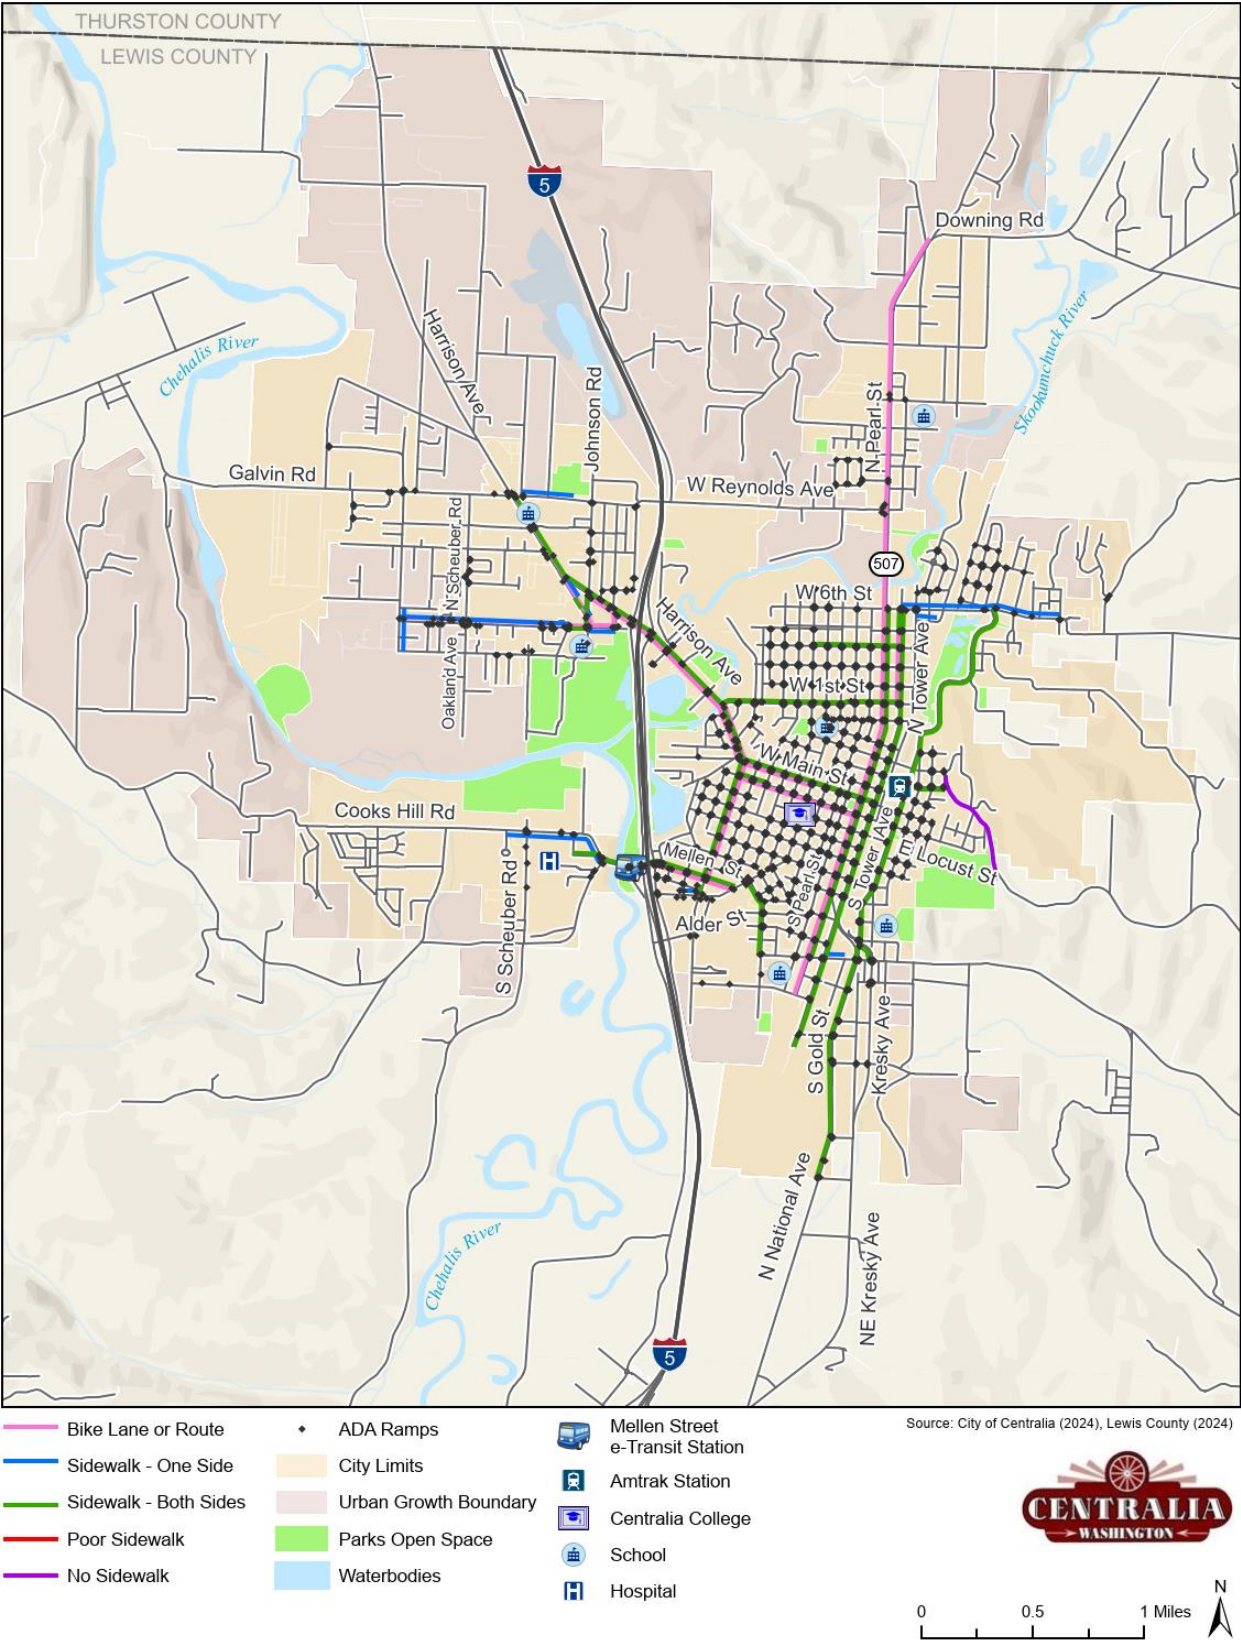 THURSTON COUNTY
LEWIS COUNTY
5
Downing Rd
Chehalis River
Harrison Ave
Skookumchuck River
Johnson Rd
N Pearl St
Galvin Rd
W Reynolds Ave
N Scheuber Rd
507
W 6th St
Harrison Ave
Oakland Ave
W 1st St
N Tower Ave
W Main St
Cooks Hill Rd
Mellen St
S Pearl St
S Tower Ave
E Locust St
S Scheuber Rd
Alder St
S Gold St
Kresky Ave
N National Ave
NE Kresky Ave
Chehalis River
5
Bike Lane or Route
Sidewalk - One Side
Sidewalk - Both Sides
Poor Sidewalk
No Sidewalk
ADA Ramps
City Limits
Urban Growth Boundary
Parks Open Space
Waterbodies
Mellen Street
e-Transit Station
Amtrak Station
Centralia College
School
H Hospital
Source: City of Centralia (2024), Lewis County (2024)
CENTRALIA
WASHINGTON
N
0 0.5 1 Miles